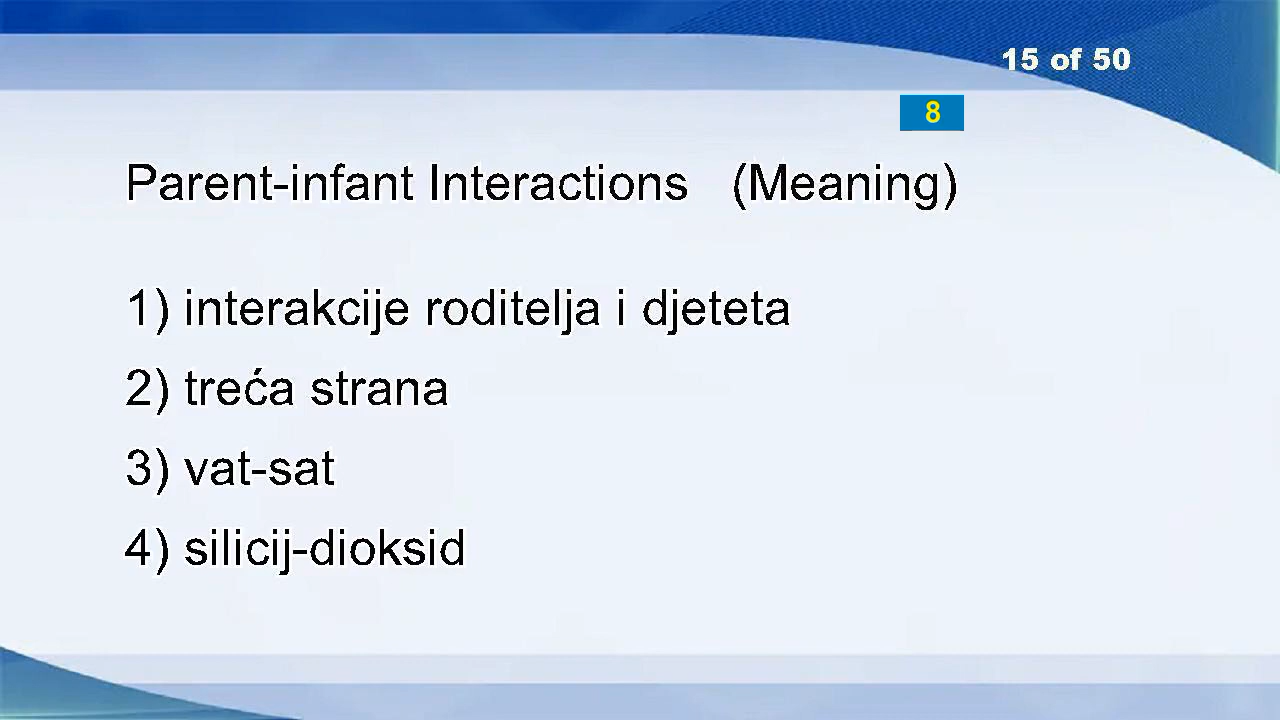 15 of 50
8
Parent-infant Interactions (Meaning)
1) interakcije roditelja i djeteta
2) treća strana
3) vat-sat
4) silicij-dioksid